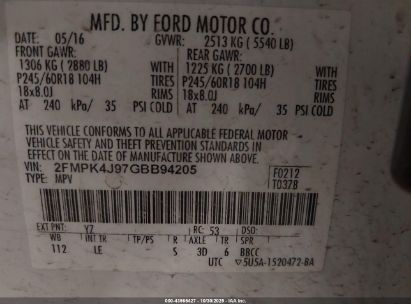 MFD. BY FORD MOTOR CO.
DATE: 05/16 GVWR: 2513 KG ( 5540 LB)
FRONT GAWR: REAR GAWR:
1306 KG ( 2880 LB) WITH 1225 KG ( 2700 LB) WITH
P245/60R18 104H TIRES P245/60R18 104H TIRES
18x8.0J RIMS 18x8.0J RIMS
AT 240 kPa/ 35 PSI COLD AT 240 kPa/ 35 PSI COLD
THIS VEHICLE CONFORMS TO ALL APPLICABLE FEDERAL MOTOR
VEHICLE SAFETY AND THEFT PREVENTION STANDARDS IN
EFFECT ON THE DATE OF MANUFACTURE SHOWN ABOVE.
VIN: 2FMPK4J97GBB94205 F0212
TYPE: MPV T0378
EXT PNT: YZ RC: 53 DSO:
WB INT TR TP/PS R AXLE TR SPR
112 LE - S 3D 6 BBCC
UTC 5U5A-1520472-BA
10/30/2025